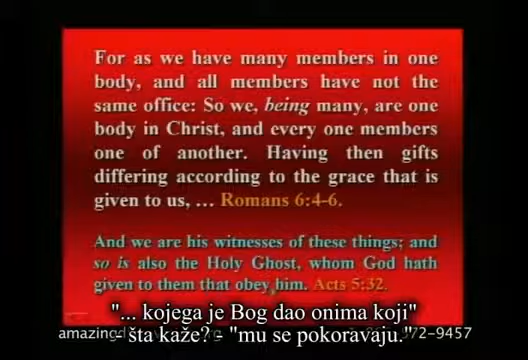 For as we have many members in one
body, and all members have not the
same office: So we, being many, are one
body in Christ, and every one members
one of another. Having then gifts
differing according to the grace that is
given to us, ... Romans 6:4-6.
And we are his witnesses of these things; and
so is also the Holy Ghost, whom God hath
given to them that obey him. Acts 5:32.
"... kojega je Bog dao onima koji"
- šta kaže? - "mu se pokoravaju."
972-9457